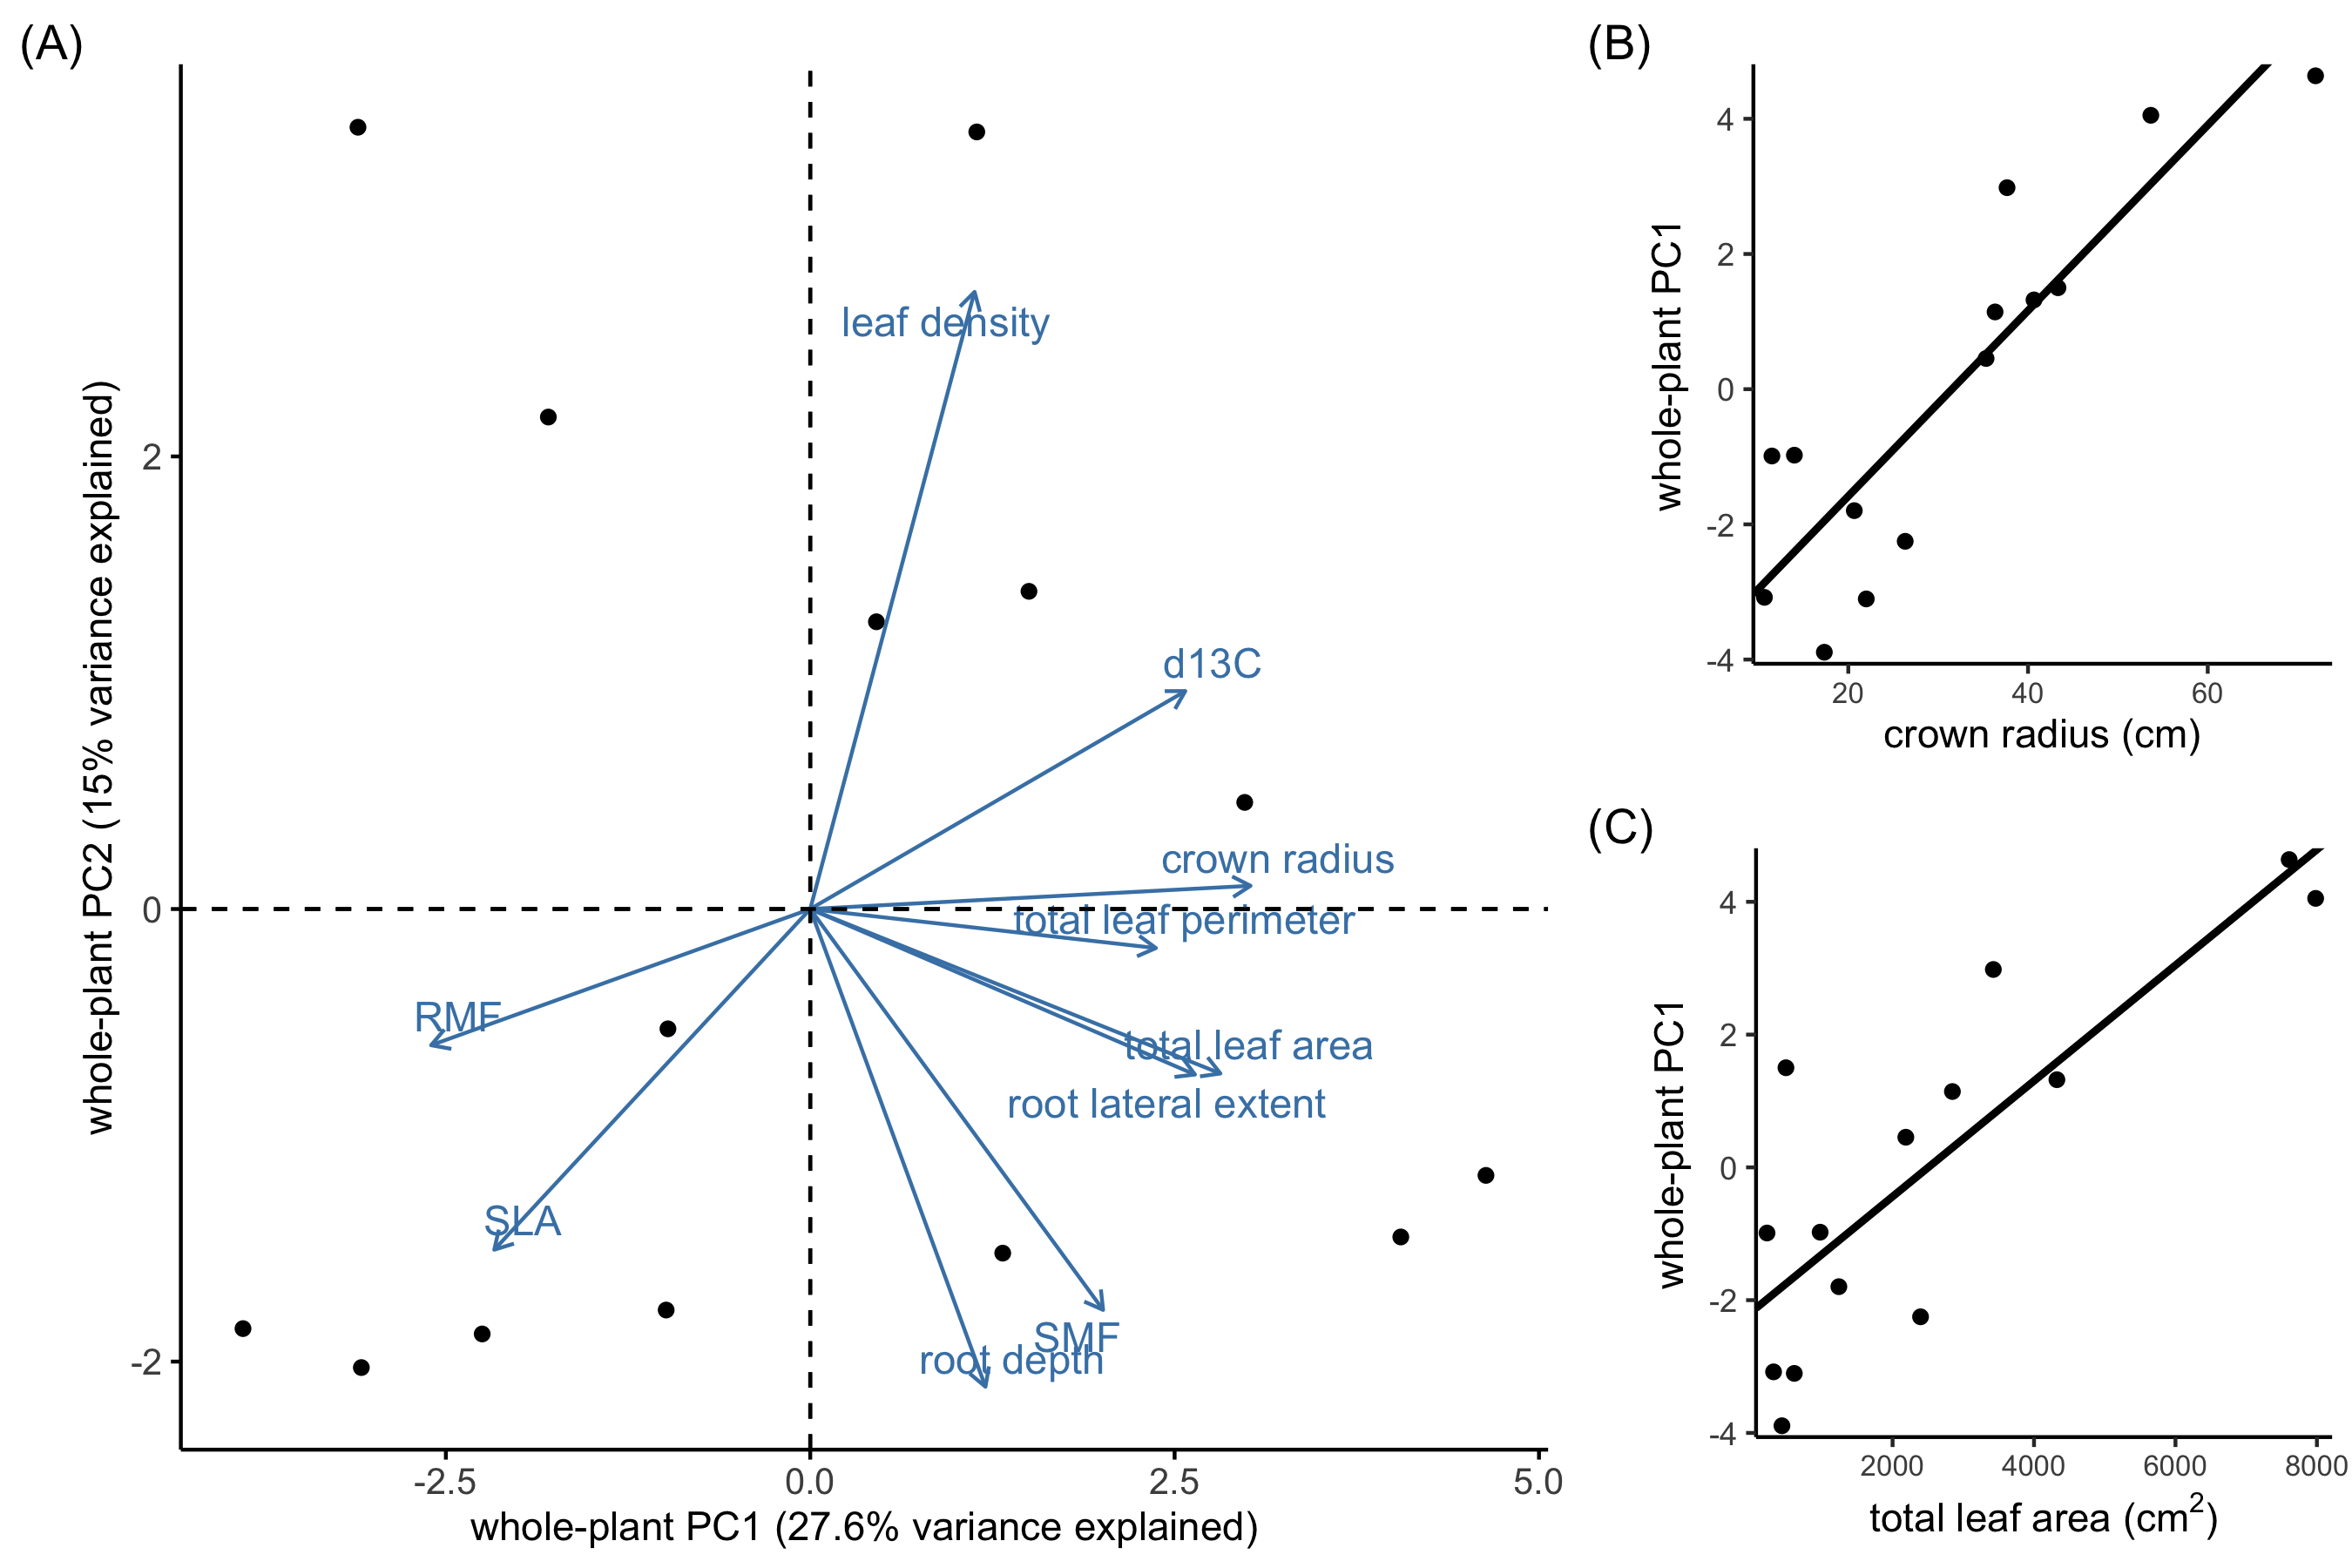 (A)
whole-plant PC2 (15% variance explained)
2
0
-2
leaf density
d13C
crown radius
total leaf perimeter
RMF
total leaf area
root lateral extent
SLA
SMF
root depth
-2.5 0.0 2.5 5.0
whole-plant PC1 (27.6% variance explained)
(B)
whole-plant PC1
4
2
0
-2
-4
20 40 60
crown radius (cm)
(C)
whole-plant PC1
4
2
0
-2
-4
2000 4000 6000 8000
total leaf area (cm²)